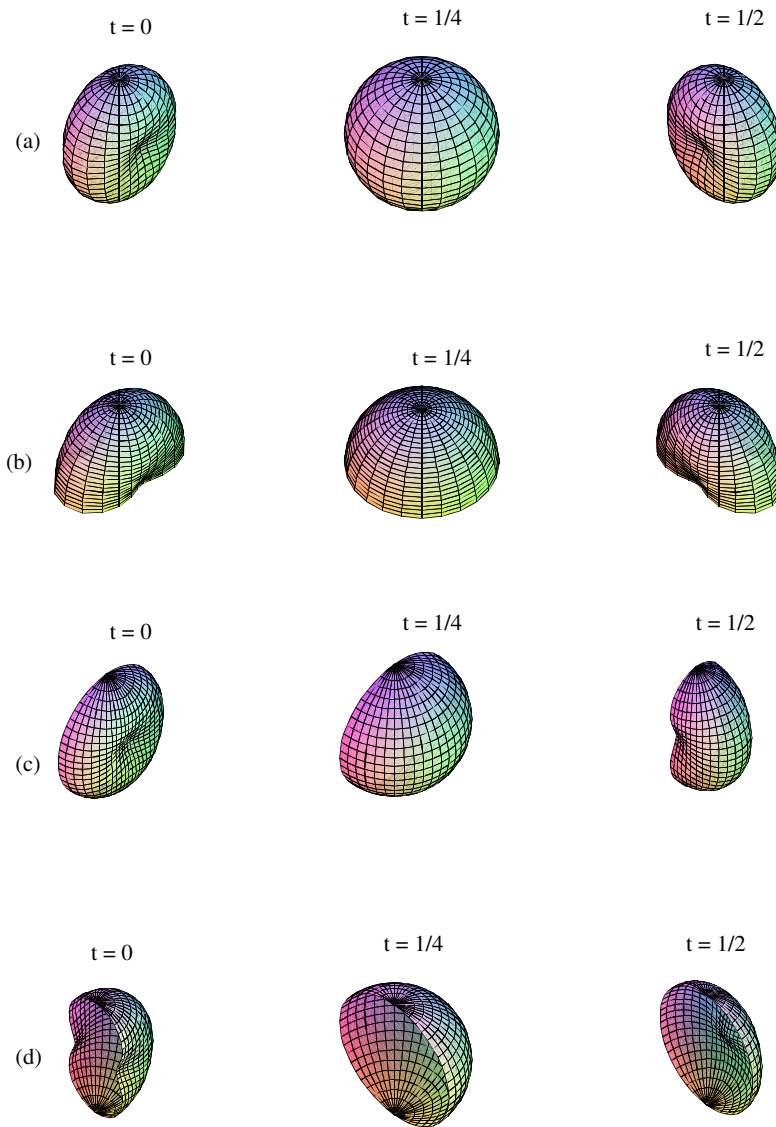 t = 0
t = 1/4
t = 1/2
(a)
t = 0
t = 1/4
t = 1/2
(b)
t = 0
t = 1/4
t = 1/2
(c)
t = 0
t = 1/4
t = 1/2
(d)